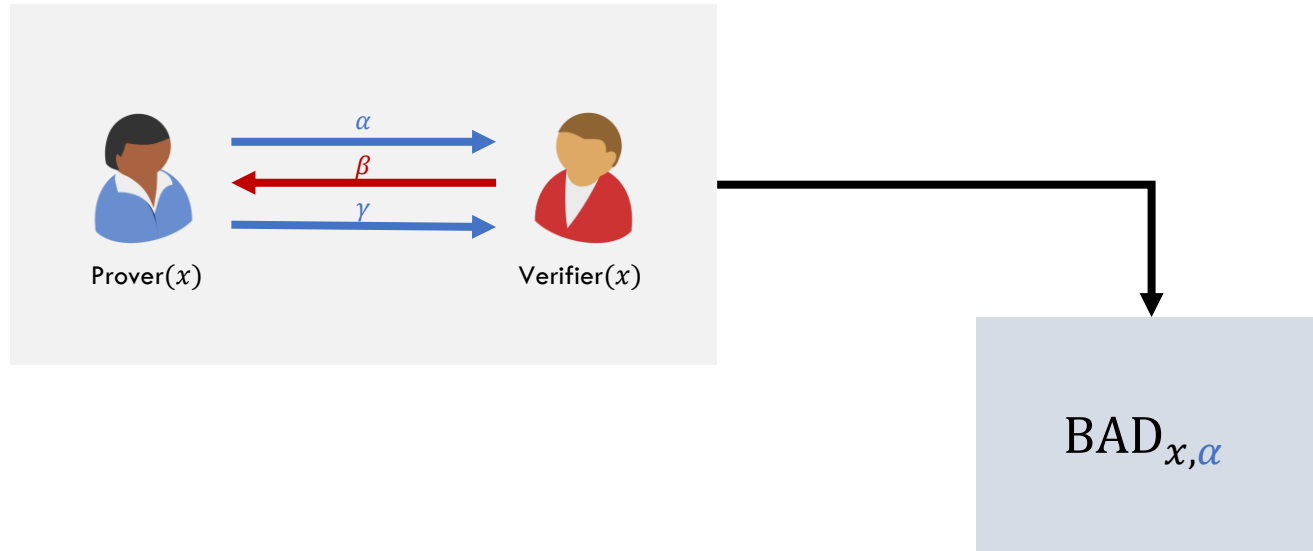 α
β
γ
Prover(x)
Verifier(x)
BADx,α